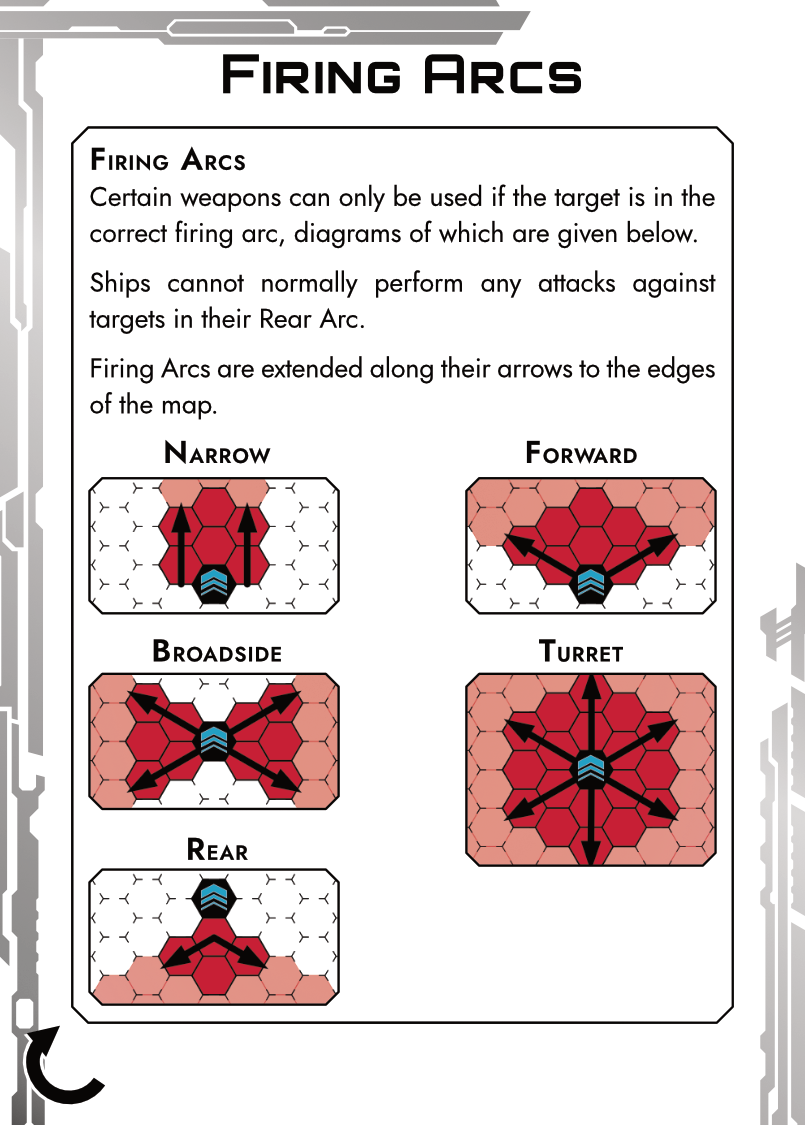 Firing Arcs
Firing Arcs
Certain weapons can only be used if the target is in the
correct firing arc, diagrams of which are given below.
Ships cannot normally perform any attacks against
targets in their Rear Arc.
Firing Arcs are extended along their arrows to the edges
of the map.
Narrow
Forward
Broadside
Turret
Rear